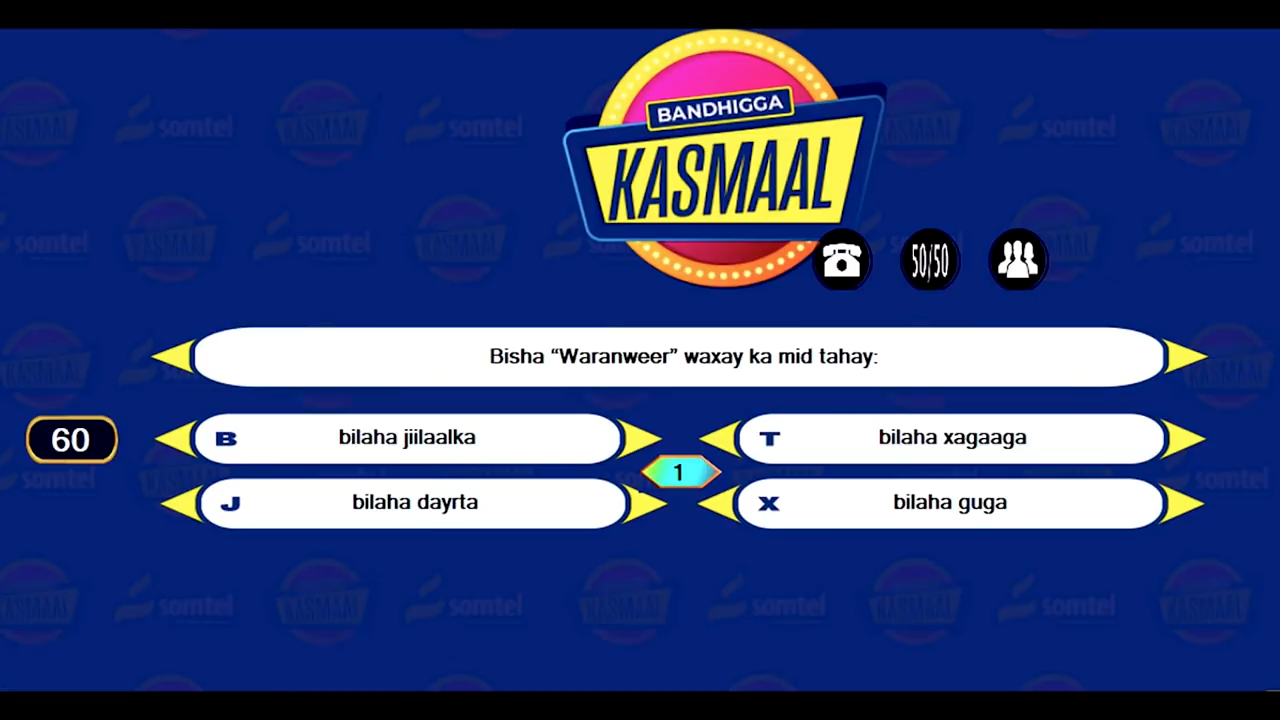 BANDHIGGA
KASMAAL
50/50
Bisha “Waranweer” waxay ka mid tahay:
60
B bilaha jiilaalka
T bilaha xagaaga
1
J bilaha dayrta
X bilaha guga
somtel